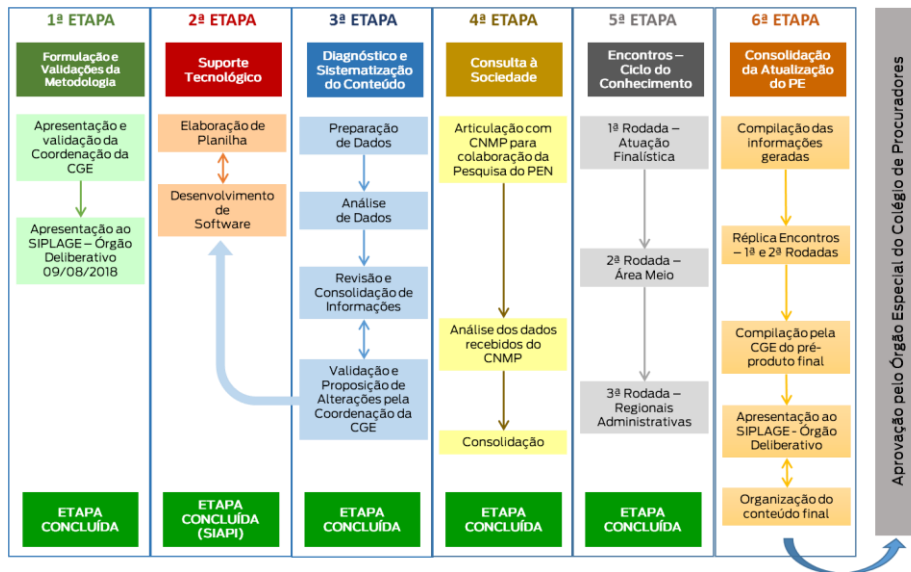 1ª ETAPA
Formulação e
Validações da
Metodologia
Apresentação e
validação da
Coordenação da
CGE
Apresentação ao
SIPLAGE – Órgão
Deliberativo
09/08/2018
ETAPA
CONCLUÍDA
2ª ETAPA
Suporte
Tecnológico
Elaboração de
Planilha
Desenvolvimento
de
Software
ETAPA
CONCLUÍDA
(SIAPI)
3ª ETAPA
Diagnóstico e
Sistematização
do Conteúdo
Preparação
de Dados
Análise
de Dados
Revisão
e Consolidação de
Informações
Validação e
Proposição de
Alterações pela
Coordenação da
CGE
ETAPA
CONCLUÍDA
4ª ETAPA
Consulta à
Sociedade
Articulação com
CNMP para
colaboração da
Pesquisa do PEN
Análise dos dados
recebidos do
CNMP
Consolidação
ETAPA
CONCLUÍDA
5ª ETAPA
Encontros –
Ciclo do
Conhecimento
1ª Rodada –
Atuação
Finalística
2ª Rodada –
Área Meio
3ª Rodada –
Regionais
Administrativas
ETAPA
CONCLUÍDA
6ª ETAPA
Consolidação
da Atualização
do PE
Compilação das
informações
geradas
Réplica Encontros
– 1ª e 2ª Rodadas
Compilação pela
CGE do pré-
produto final
Apresentação ao
SIPLAGE - Órgão
Deliberativo
Organização do
conteúdo final
Aprovação pelo Órgão Especial do Colégio de Procuradores